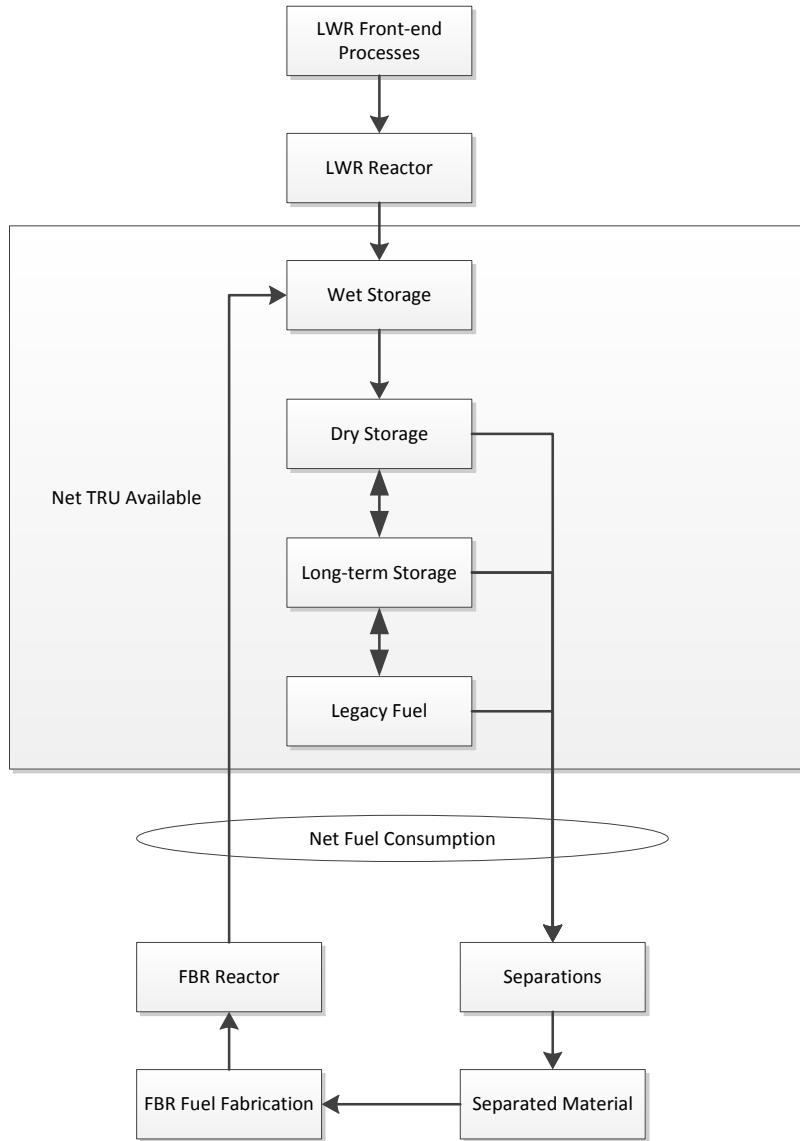 LWR Front-end
Processes
LWR Reactor
Wet Storage
Dry Storage
Net TRU Available
Long-term Storage
Legacy Fuel
Net Fuel Consumption
FBR Reactor
Separations
FBR Fuel Fabrication
Separated Material